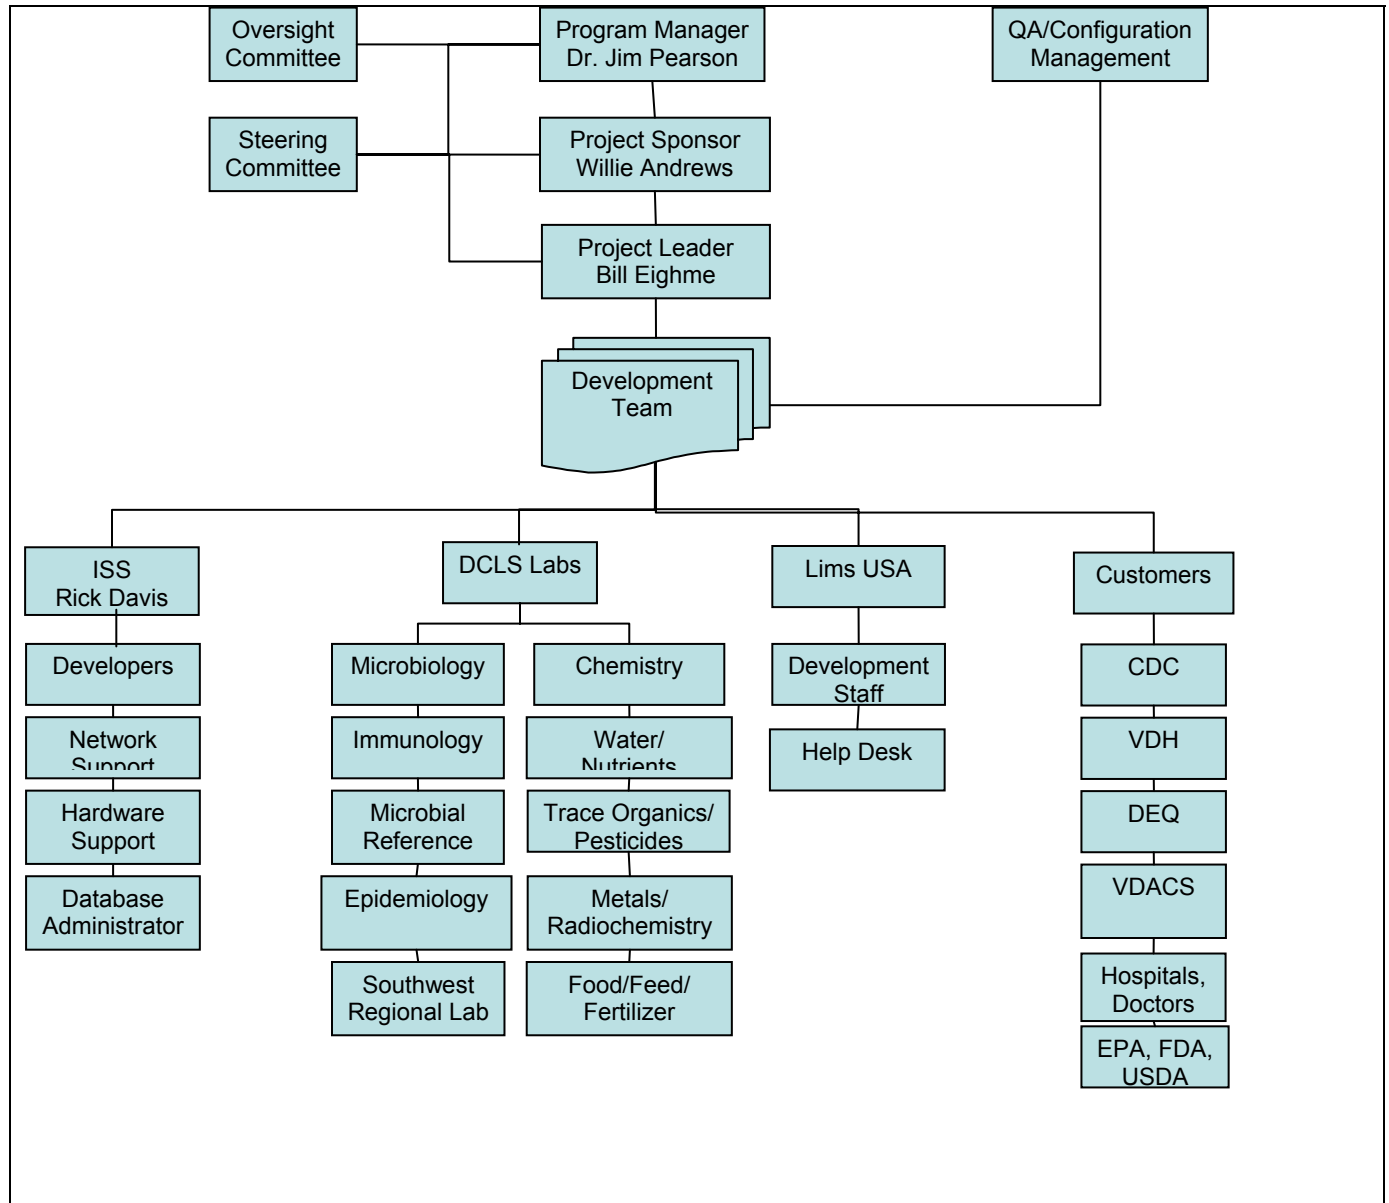 Oversight
Committee
Program Manager
Dr. Jim Pearson
QA/Configuration
Management
Steering
Committee
Project Sponsor
Willie Andrews
Project Leader
Bill Eighme
Development
Team
ISS
Rick Davis
DCLS Labs
Lims USA
Customers
Developers
Microbiology
Chemistry
Development
Staff
CDC
Network
Support
Immunology
Water/
Nutrients
Help Desk
VDH
Hardware
Support
Microbial
Reference
Trace Organics/
Pesticides
DEQ
Database
Administrator
Epidemiology
Metals/
Radiochemistry
VDACS
Southwest
Regional Lab
Food/Feed/
Fertilizer
Hospitals,
Doctors
EPA, FDA,
USDA